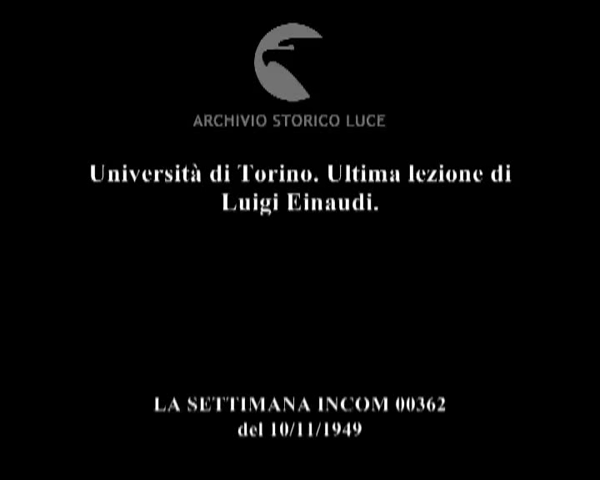 ARCHIVIO STORICO LUCE
Università di Torino. Ultima lezione di
Luigi Einaudi.
LA SETTIMANA INCOM 00362
del 10/11/1949